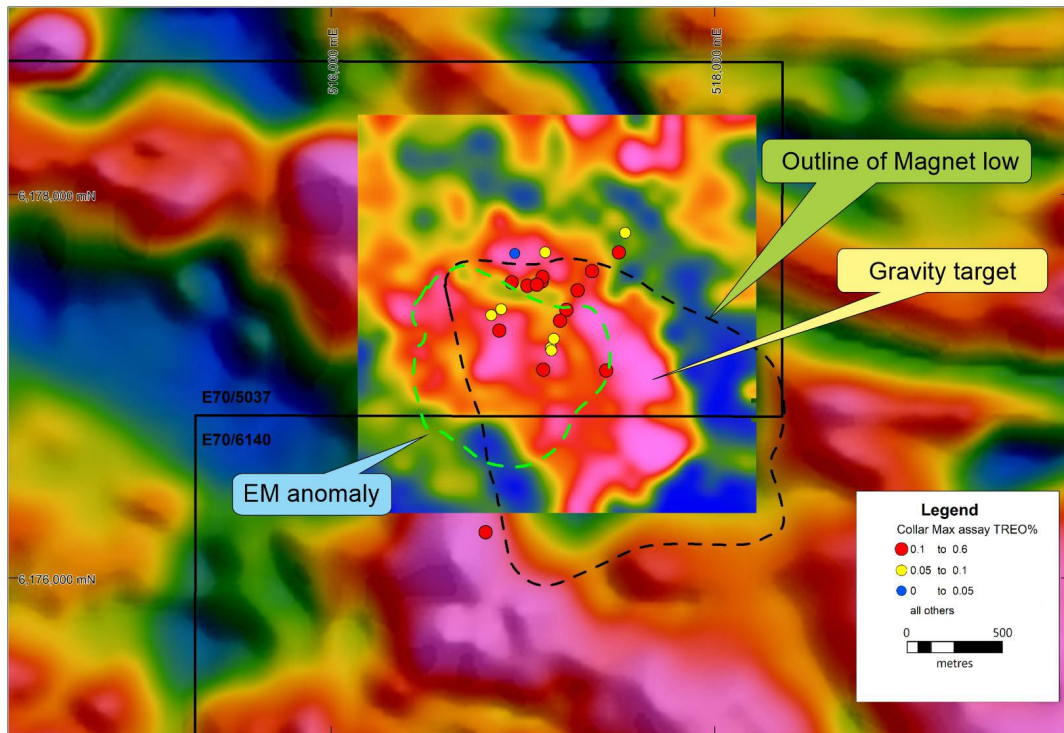 516,000 mE
518,000 mE
6,178,000 mN
Outline of Magnet low
Gravity target
E70/5037
E70/6140
EM anomaly
6,176,000 mN
Legend
Collar Max assay TREO%
0.1 to 0.6
0.05 to 0.1
0 to 0.05
all others
0 500
metres